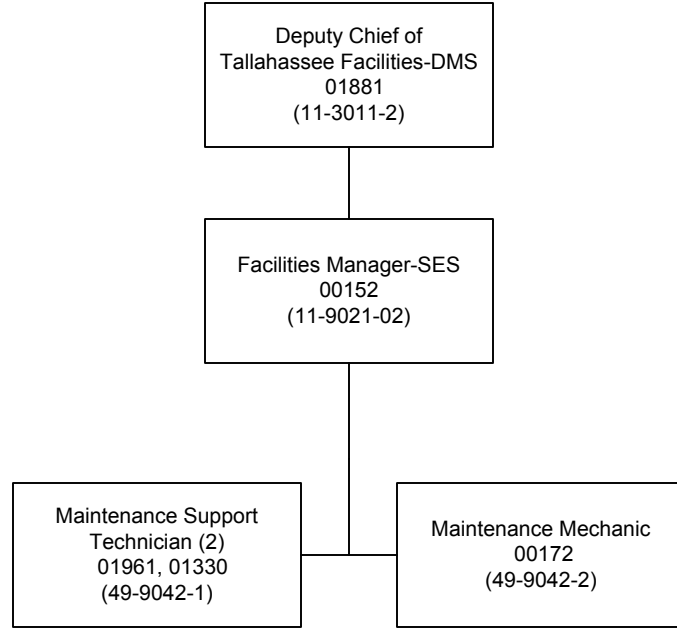 Deputy Chief of
Tallahassee Facilities-DMS
01881
(11-3011-2)
Facilities Manager-SES
00152
(11-9021-02)
Maintenance Support
Technician (2)
01961, 01330
(49-9042-1)
Maintenance Mechanic
00172
(49-9042-2)